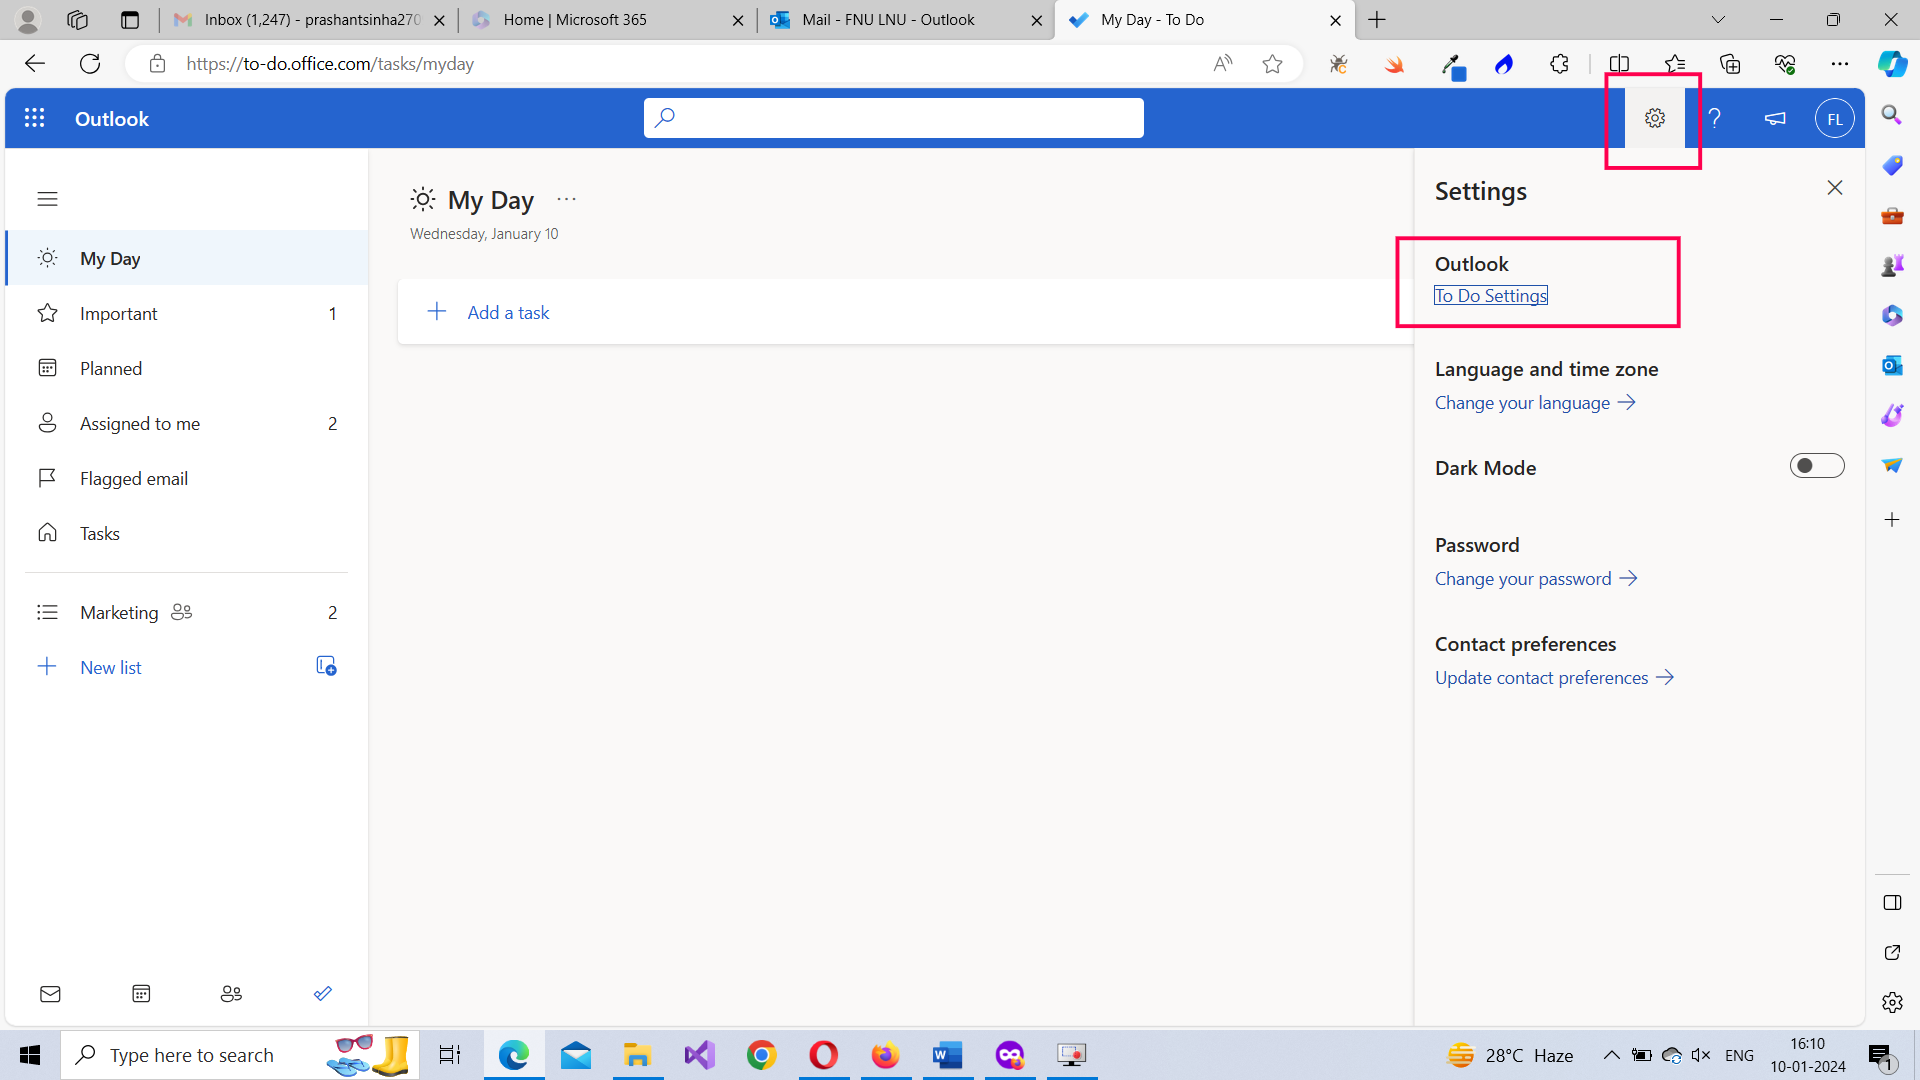 Inbox (1,247) - prashantsinha270
Home | Microsoft 365
Mail - FNU LNU - Outlook
My Day - To Do
https://to-do.office.com/tasks/myday
Outlook
?
FL
My Day
Important 1
Planned
Assigned to me 2
Flagged email
Tasks
Marketing 2
New list
My Day ...
Wednesday, January 10
Add a task
Settings
Outlook
To Do Settings
Language and time zone
Change your language →
Dark Mode
Password
Change your password →
Contact preferences
Update contact preferences →
Type here to search
28°C Haze
ENG
16:10
10-01-2024
1